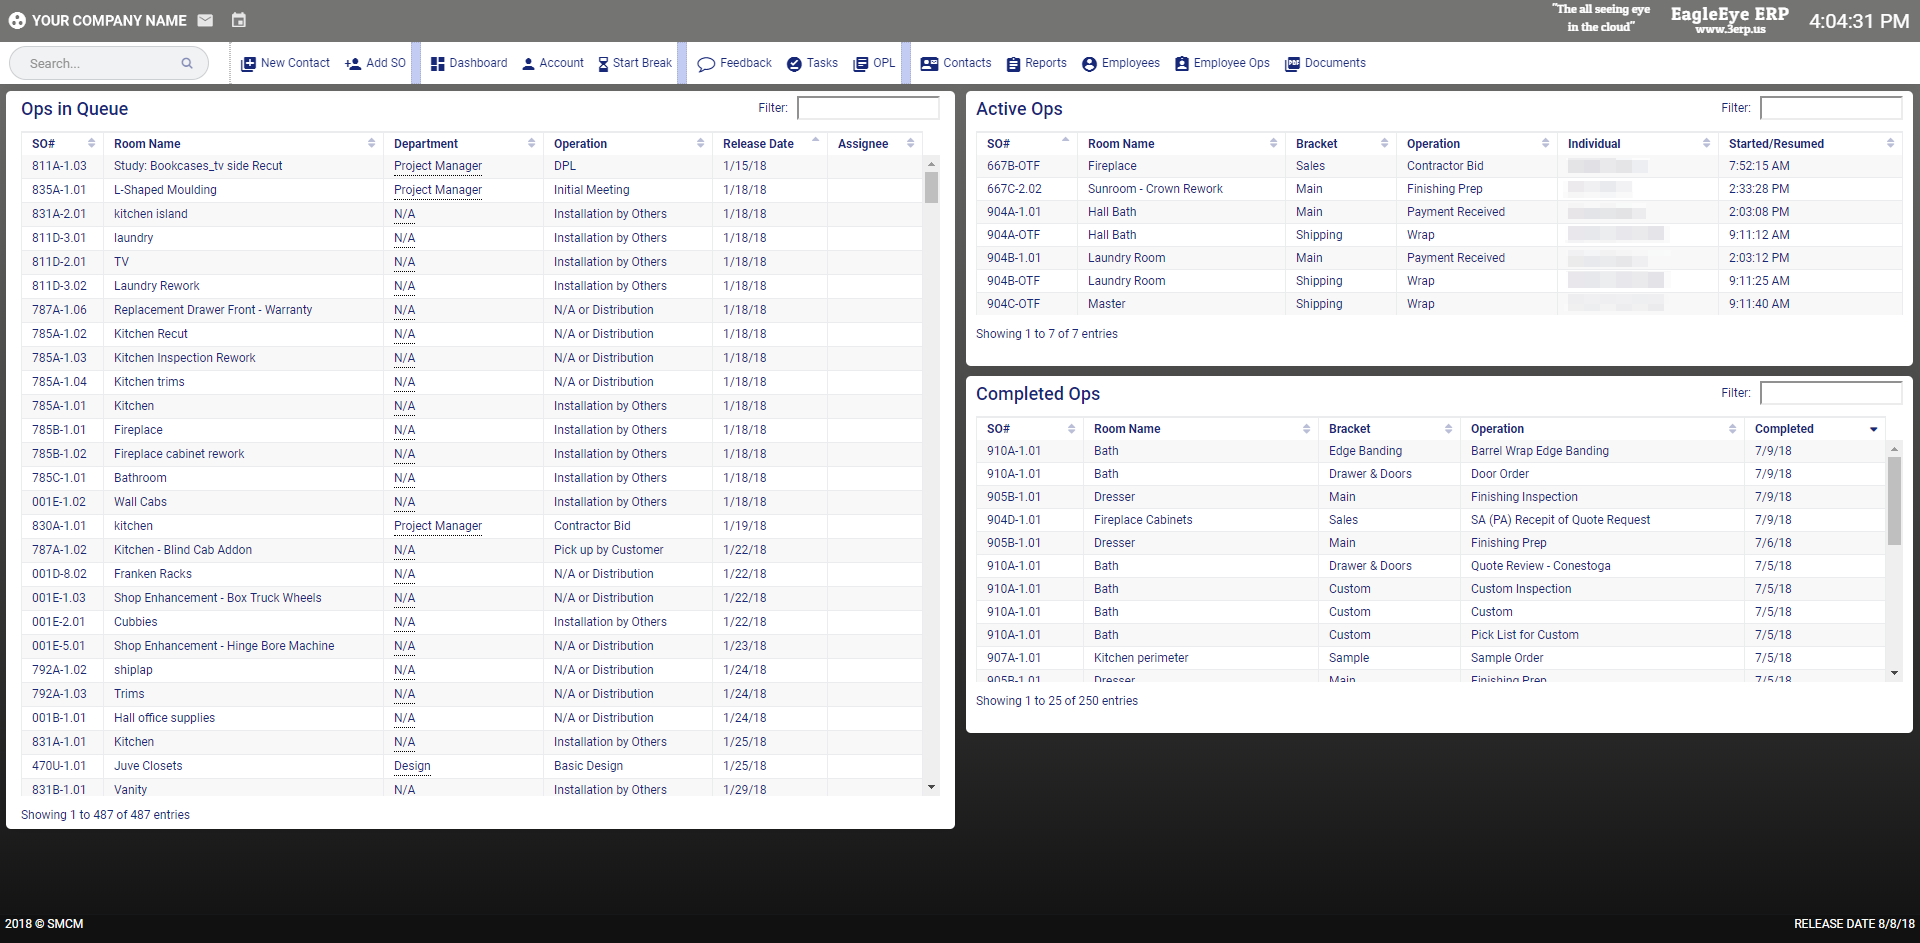 YOUR COMPANY NAME
"The all seeing eye
in the cloud"
EagleEye ERP
www.3erp.us
4:04:31 PM
Search...
New Contact Add SO Dashboard Account Start Break Feedback Tasks OPL Contacts Reports Employees Employee Ops Documents
Ops in Queue Filter:
SO# Room Name Department Operation Release Date Assignee
811A-1.03 Study: Bookcases_tv side Recut Project Manager DPL 1/15/18
835A-1.01 L-Shaped Moulding Project Manager Initial Meeting 1/18/18
831A-2.01 kitchen island N/A Installation by Others 1/18/18
811D-3.01 laundry N/A Installation by Others 1/18/18
811D-2.01 TV N/A Installation by Others 1/18/18
811D-3.02 Laundry Rework N/A Installation by Others 1/18/18
787A-1.06 Replacement Drawer Front - Warranty N/A N/A or Distribution 1/18/18
785A-1.02 Kitchen Recut N/A N/A or Distribution 1/18/18
785A-1.03 Kitchen Inspection Rework N/A N/A or Distribution 1/18/18
785A-1.04 Kitchen trims N/A N/A or Distribution 1/18/18
785A-1.01 Kitchen N/A Installation by Others 1/18/18
785B-1.01 Fireplace N/A Installation by Others 1/18/18
785B-1.02 Fireplace cabinet rework N/A Installation by Others 1/18/18
785C-1.01 Bathroom N/A Installation by Others 1/18/18
001E-1.02 Wall Cabs N/A Installation by Others 1/18/18
830A-1.01 kitchen Project Manager Contractor Bid 1/19/18
787A-1.02 Kitchen - Blind Cab Addon N/A Pick up by Customer 1/22/18
001D-8.02 Franken Racks N/A N/A or Distribution 1/22/18
001E-1.03 Shop Enhancement - Box Truck Wheels N/A N/A or Distribution 1/22/18
001E-2.01 Cubbies N/A Installation by Others 1/22/18
001E-5.01 Shop Enhancement - Hinge Bore Machine N/A N/A or Distribution 1/23/18
792A-1.02 shiplap N/A N/A or Distribution 1/24/18
792A-1.03 Trims N/A N/A or Distribution 1/24/18
001B-1.01 Hall office supplies N/A N/A or Distribution 1/24/18
831A-1.01 Kitchen N/A Installation by Others 1/25/18
470U-1.01 Juve Closets Design Basic Design 1/25/18
831B-1.01 Vanity N/A Installation by Others 1/29/18
Showing 1 to 487 of 487 entries
Active Ops Filter:
SO# Room Name Bracket Operation Individual Started/Resumed
667B-OTF Fireplace Sales Contractor Bid 7:52:15 AM
667C-2.02 Sunroom - Crown Rework Main Finishing Prep 2:33:28 PM
904A-1.01 Hall Bath Main Payment Received 2:03:08 PM
904A-OTF Hall Bath Shipping Wrap 9:11:12 AM
904B-1.01 Laundry Room Main Payment Received 2:03:12 PM
904B-OTF Laundry Room Shipping Wrap 9:11:25 AM
904C-OTF Master Shipping Wrap 9:11:40 AM
Showing 1 to 7 of 7 entries
Completed Ops Filter:
SO# Room Name Bracket Operation Completed
910A-1.01 Bath Edge Banding Barrel Wrap Edge Banding 7/9/18
910A-1.01 Bath Drawer & Doors Door Order 7/9/18
905B-1.01 Dresser Main Finishing Inspection 7/9/18
904D-1.01 Fireplace Cabinets Sales SA (PA) Recepit of Quote Request 7/9/18
905B-1.01 Dresser Main Finishing Prep 7/6/18
910A-1.01 Bath Drawer & Doors Quote Review - Conestoga 7/5/18
910A-1.01 Bath Custom Custom Inspection 7/5/18
910A-1.01 Bath Custom Custom 7/5/18
910A-1.01 Bath Custom Pick List for Custom 7/5/18
907A-1.01 Kitchen perimeter Sample Sample Order 7/5/18
905B-1.01 Dresser Main Finishing Prep 7/5/18
Showing 1 to 25 of 250 entries
2018 © SMCM
RELEASE DATE 8/8/18